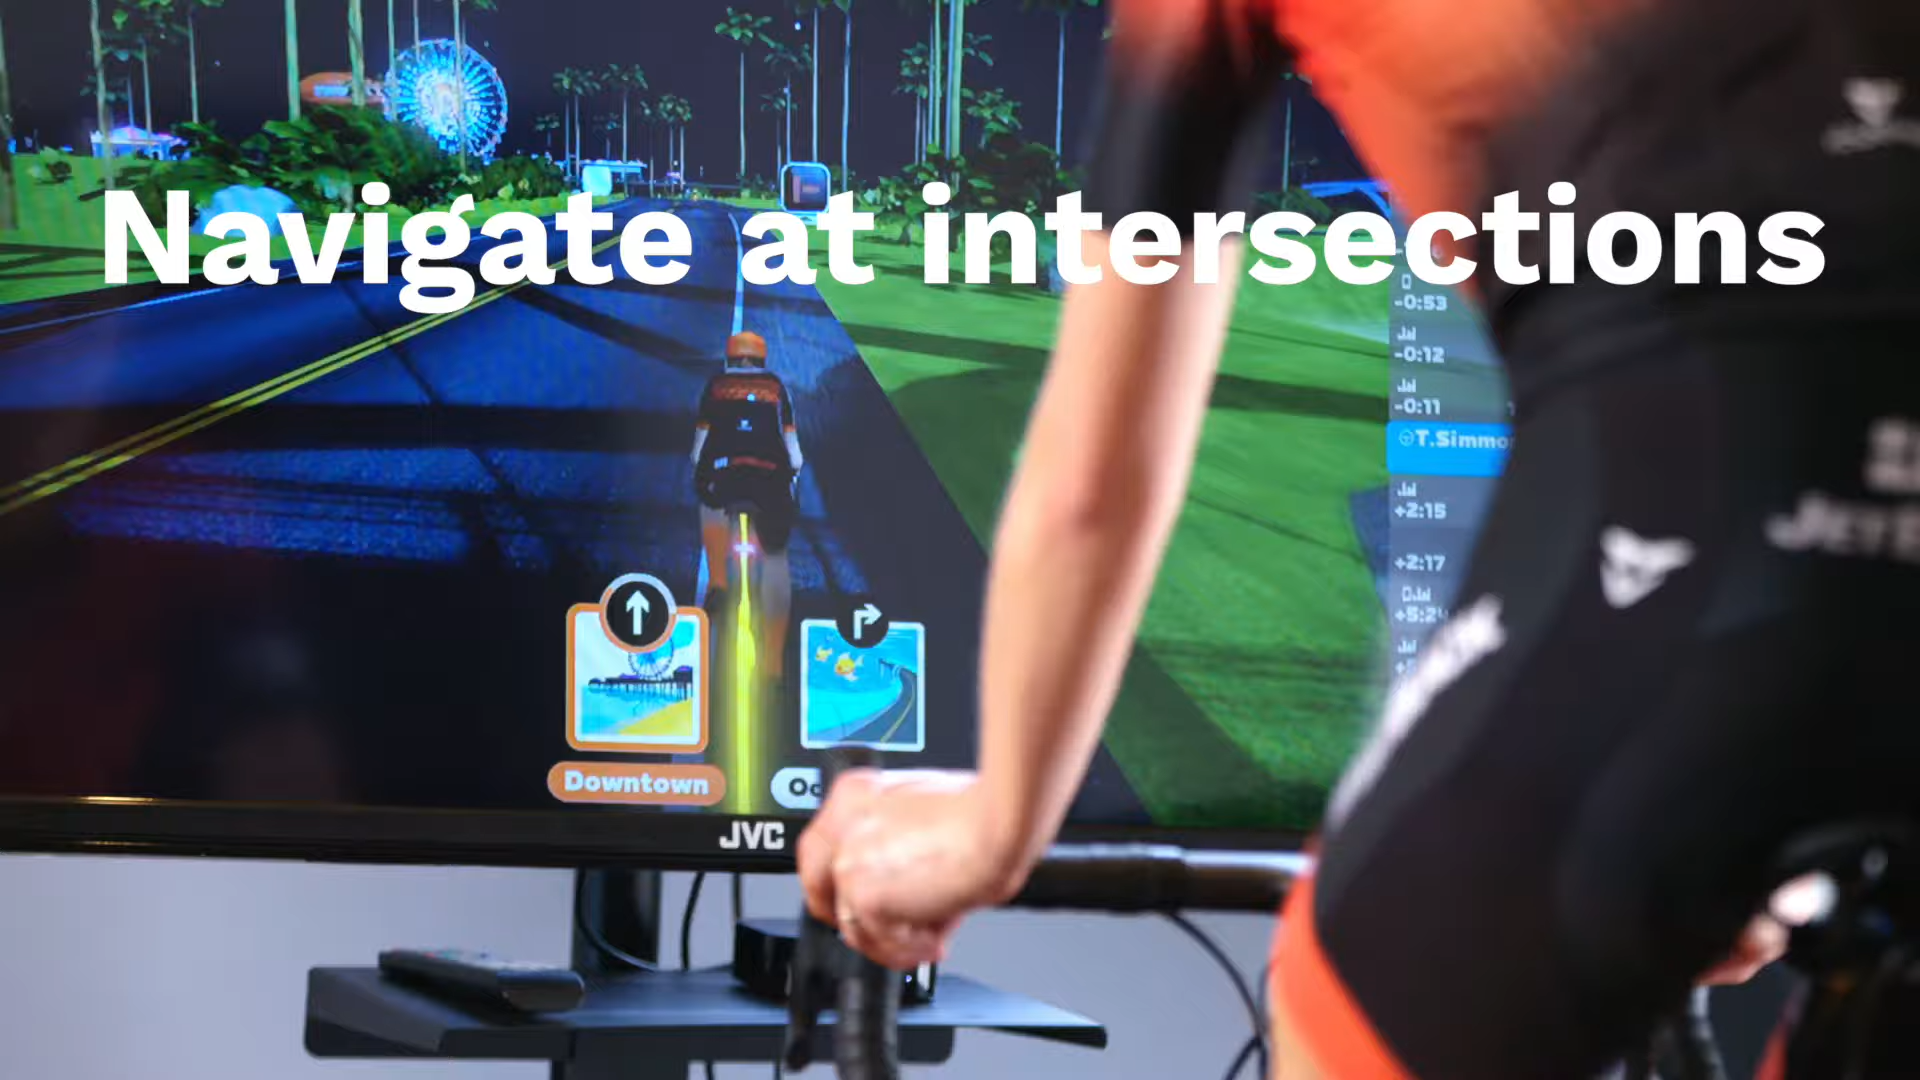 Navigate at intersections
-0:53
-0:12
-0:11
T.Simmo
+2:15
+2:17
Downtown
JVC